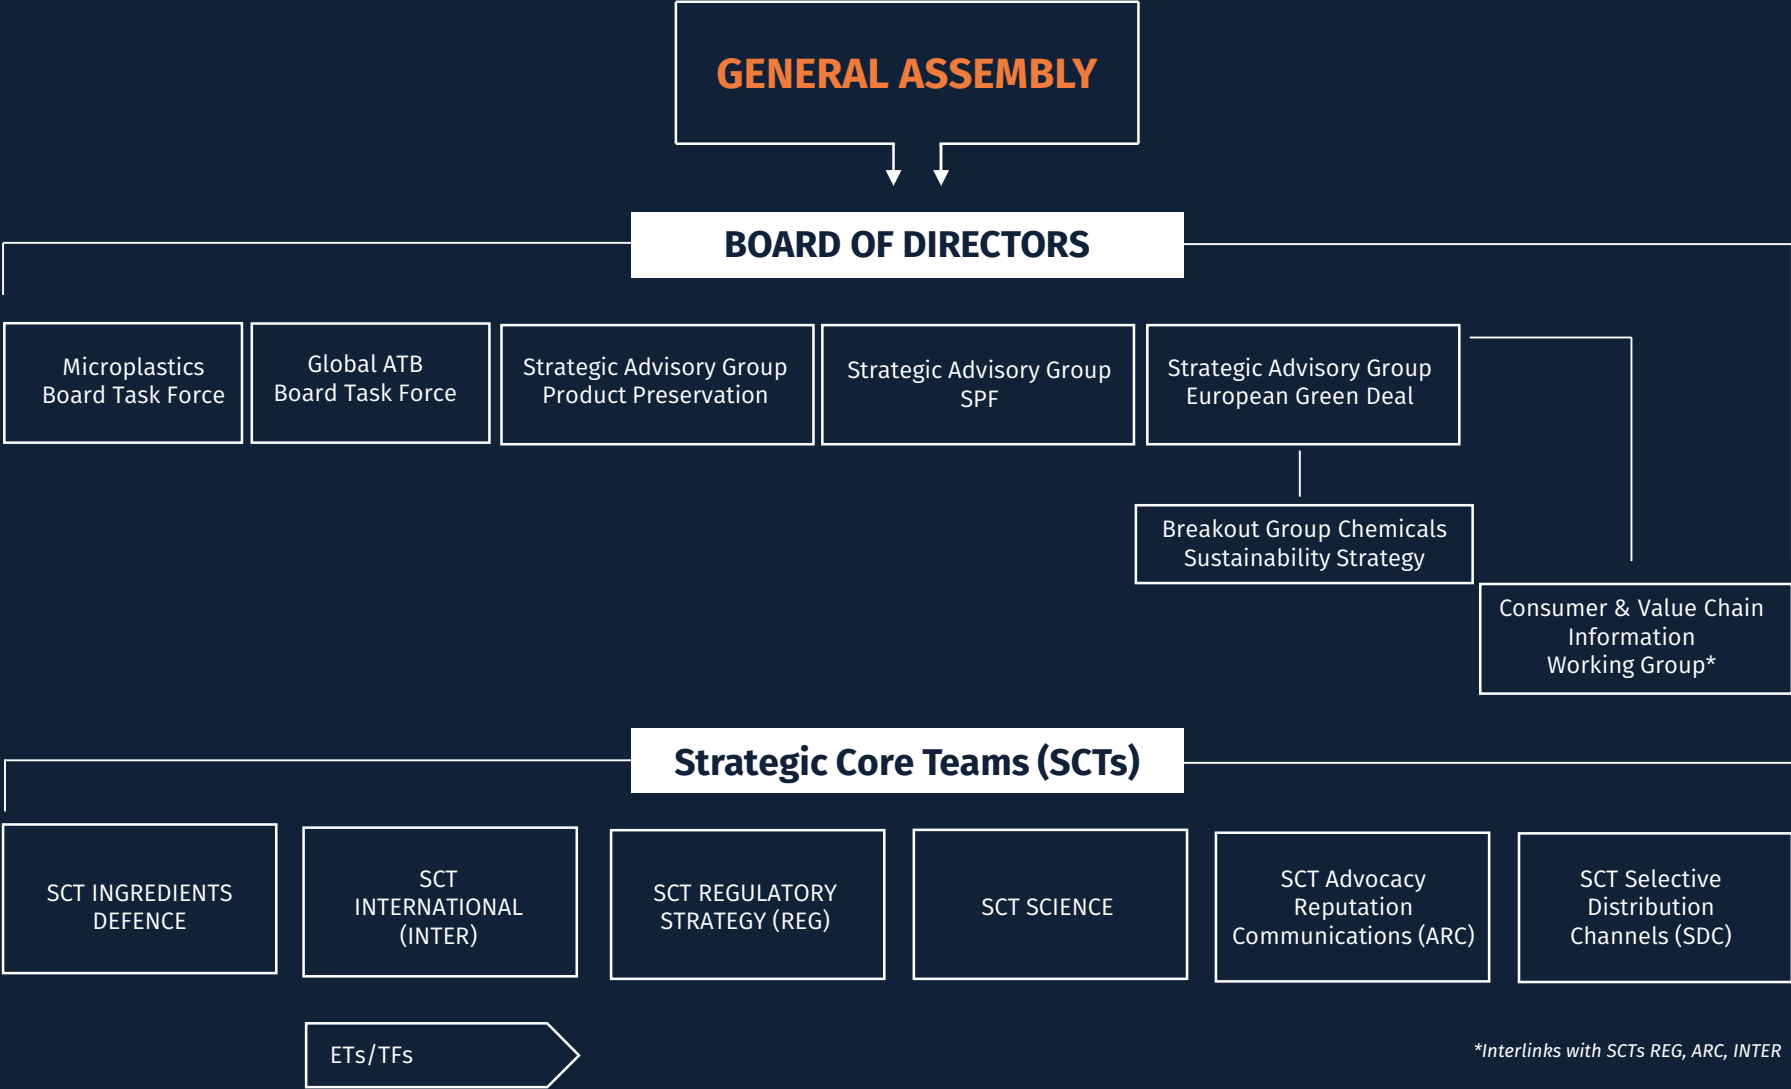 GENERAL ASSEMBLY
BOARD OF DIRECTORS
Microplastics
Board Task Force
Global ATB
Board Task Force
Strategic Advisory Group
Product Preservation
Strategic Advisory Group
SPF
Strategic Advisory Group
European Green Deal
Breakout Group Chemicals
Sustainability Strategy
Consumer & Value Chain
Information
Working Group*
Strategic Core Teams (SCTs)
SCT INGREDIENTS
DEFENCE
SCT
INTERNATIONAL
(INTER)
SCT REGULATORY
STRATEGY (REG)
SCT SCIENCE
SCT Advocacy
Reputation
Communications (ARC)
SCT Selective
Distribution
Channels (SDC)
ETs/TFs
*Interlinks with SCTs REG, ARC, INTER